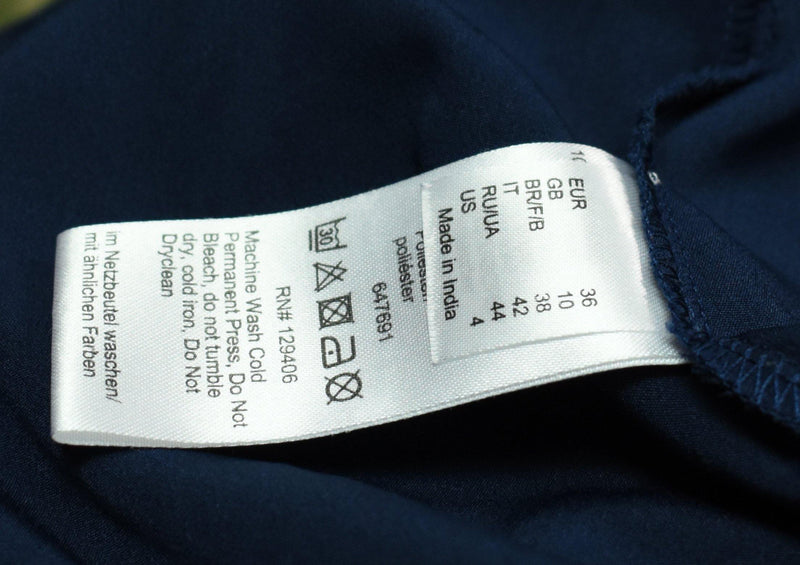 EUR 36
GB 10
BR/F/B 38
IT 42
RU/UA 44
US 4
Made in India
poliéster
647691
30
RN# 129406
Machine Wash Cold
Permanent Press, Do Not
Bleach, do not tumble
dry, cold iron, Do Not
Dryclean
im Netzbeutel waschen/
mit ähnlichen Farben